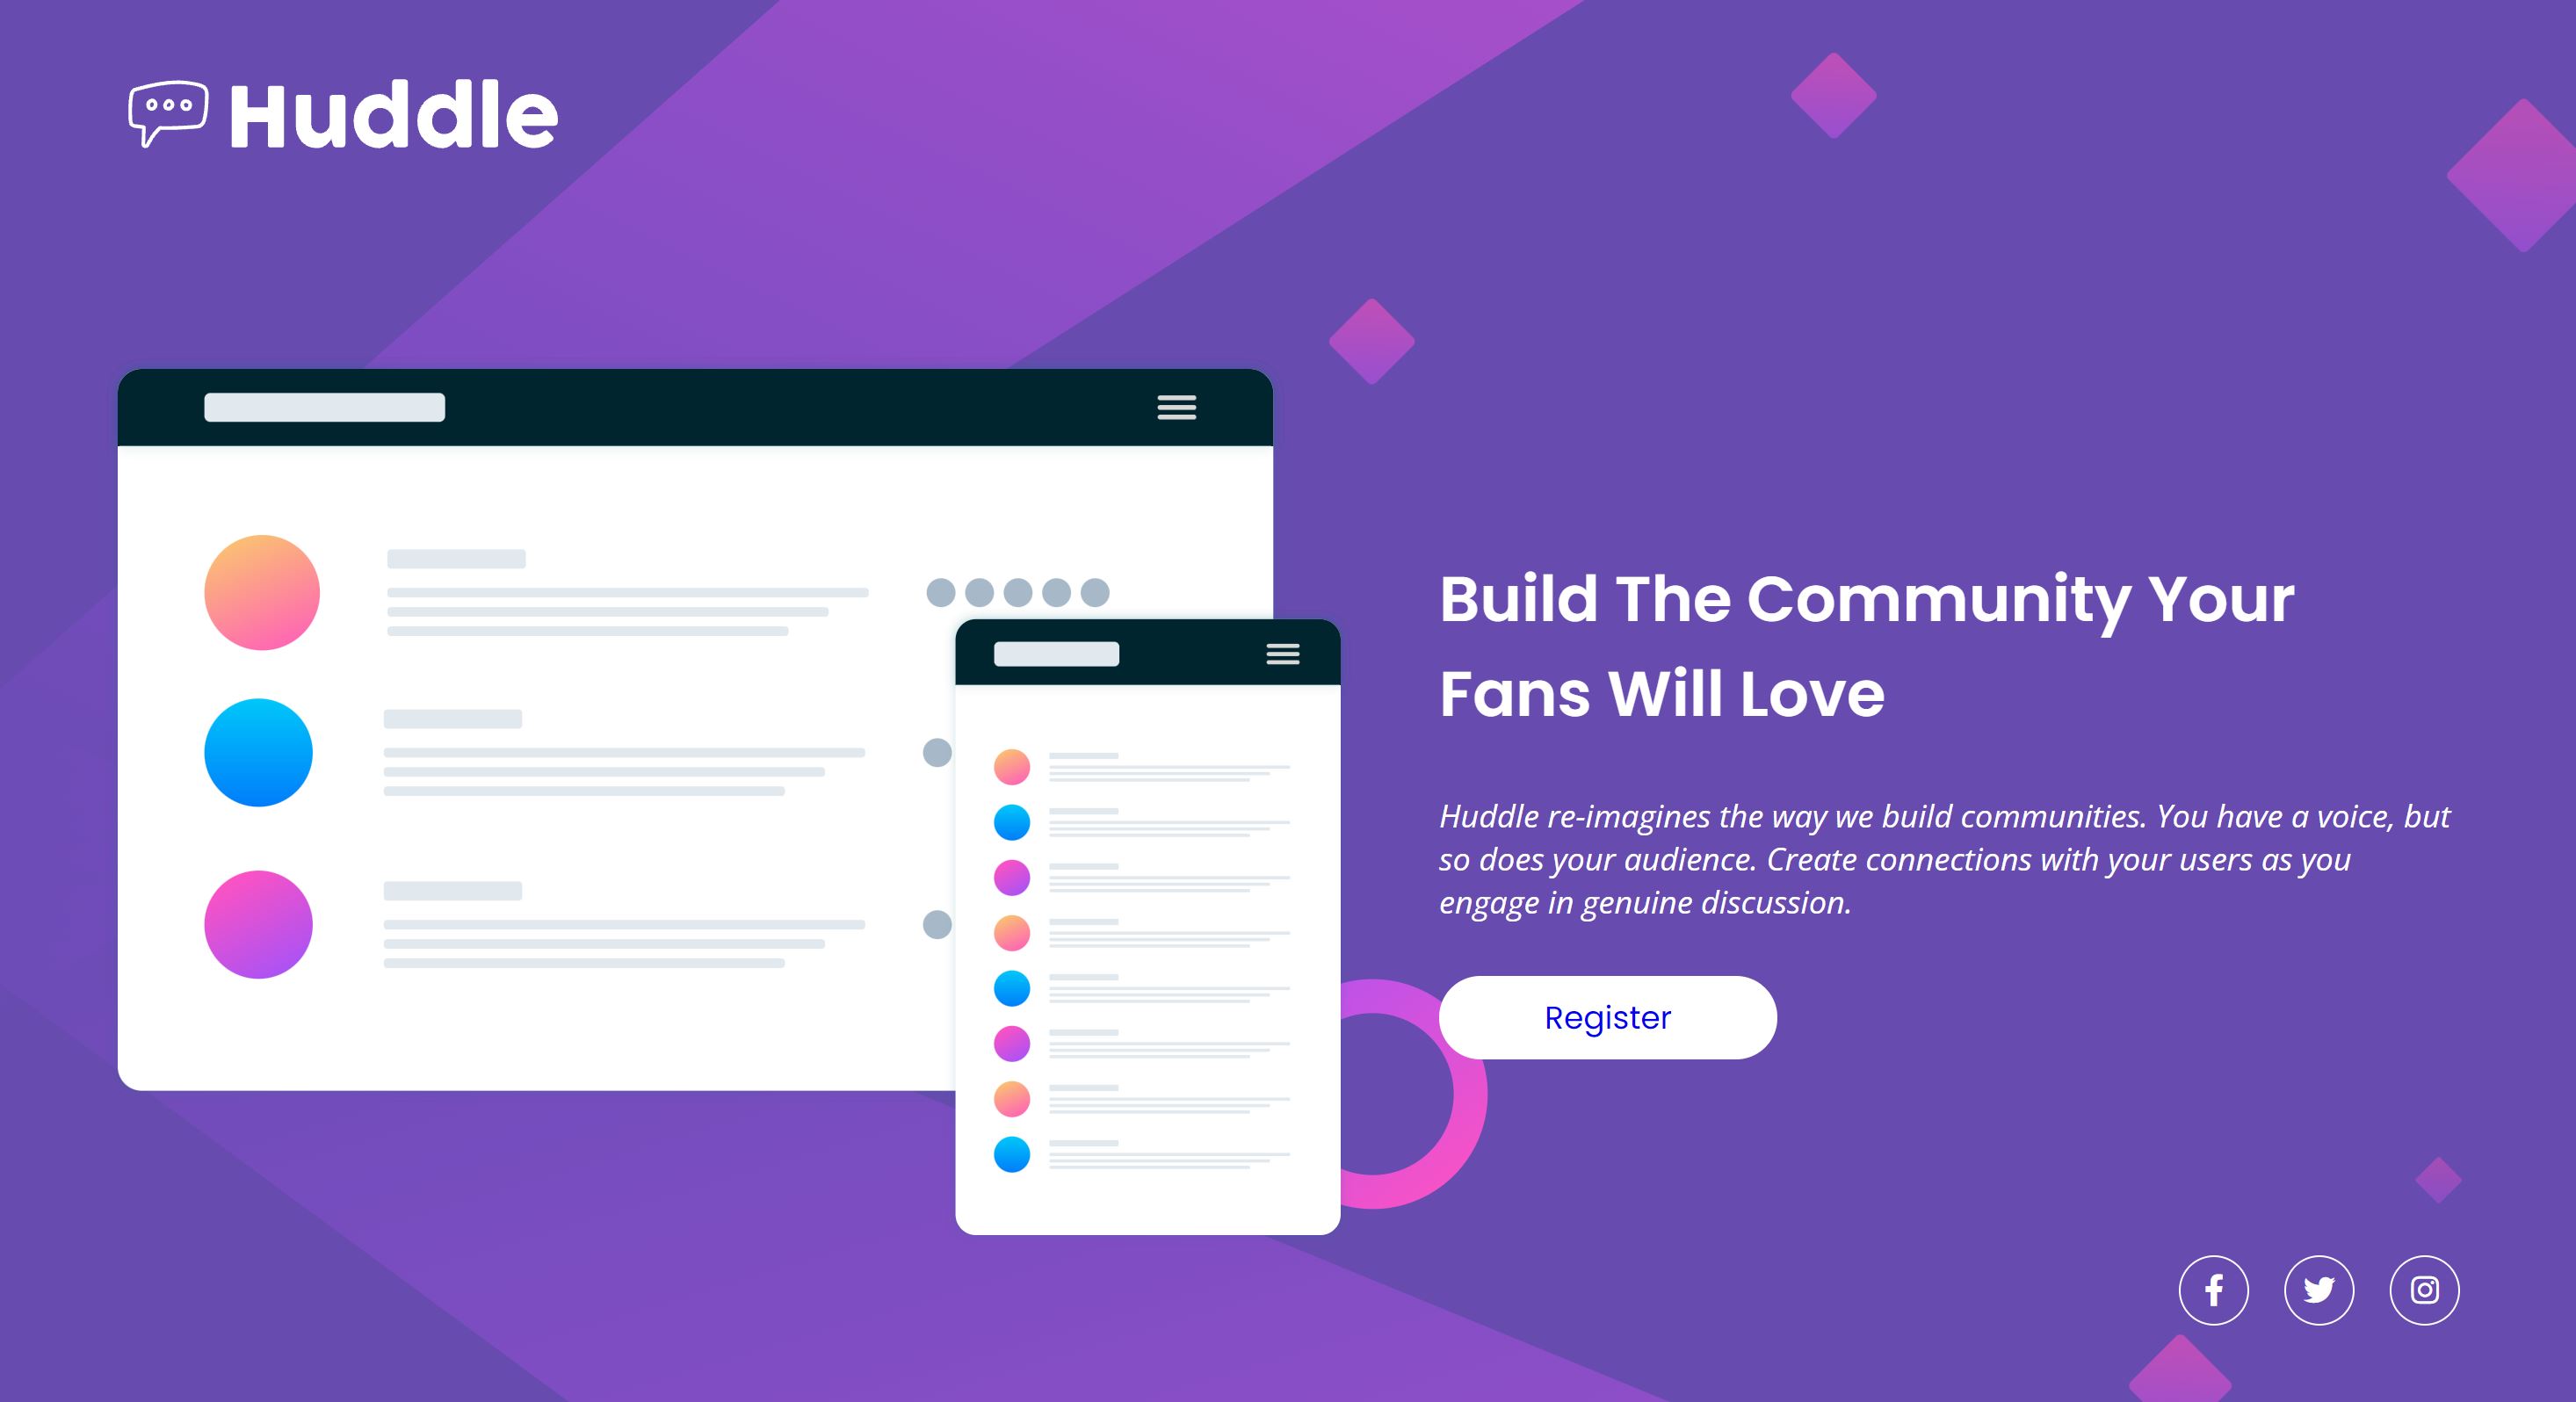 Huddle
Build The Community Your
Fans Will Love
Huddle re-imagines the way we build communities. You have a voice, but
so does your audience. Create connections with your users as you
engage in genuine discussion.
Register